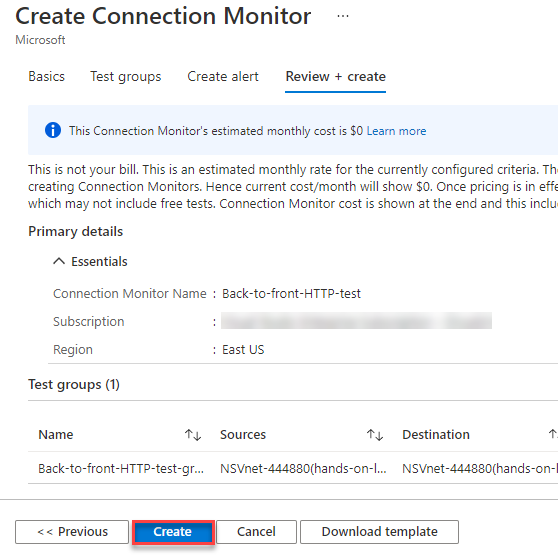 Create Connection Monitor ...
Microsoft
Basics Test groups Create alert Review + create
This Connection Monitor's estimated monthly cost is $0 Learn more
This is not your bill. This is an estimated monthly rate for the currently configured criteria. The
creating Connection Monitors. Hence current cost/month will show $0. Once pricing is in effe
which may not include free tests. Connection Monitor cost is shown at the end and this inclu
Primary details
Essentials
Connection Monitor Name : Back-to-front-HTTP-test
Subscription :
Region : East US
Test groups (1)
Name Sources Destination
Back-to-front-HTTP-test-gr... NSVnet-444880(hands-on-l... NSVnet-444880(hands-on-l
<< Previous Create Cancel Download template